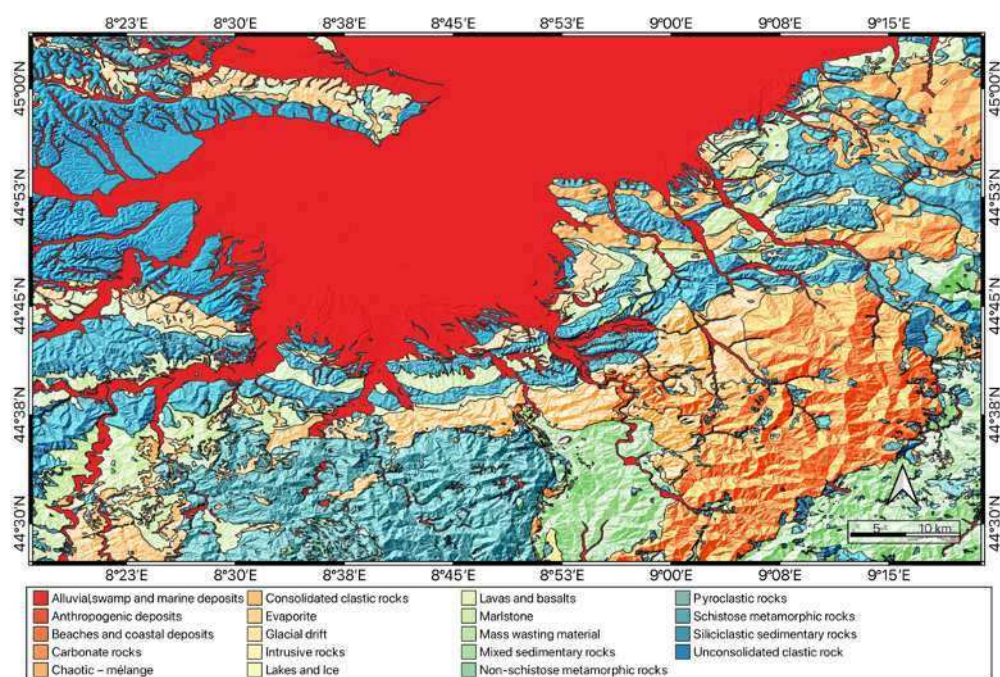 8°23'E 8°30'E 8°38'E 8°45'E 8°53'E 9°00'E 9°08'E 9°15'E
45°00'N 45°00'N
44°53'N 44°53'N
44°45'N 44°45'N
44°38'N 44°38'N
44°30'N 44°30'N
5 10 km
8°23'E 8°30'E 8°38'E 8°45'E 8°53'E 9°00'E 9°08'E 9°15'E
Alluvial,swamp and marine deposits
Anthropogenic deposits
Beaches and coastal deposits
Carbonate rocks
Chaotic – mélange
Consolidated clastic rocks
Evaporite
Glacial drift
Intrusive rocks
Lakes and Ice
Lavas and basalts
Marlstone
Mass wasting material
Mixed sedimentary rocks
Non-schistose metamorphic rocks
Pyroclastic rocks
Schistose metamorphic rocks
Siliciclastic sedimentary rocks
Unconsolidated clastic rock